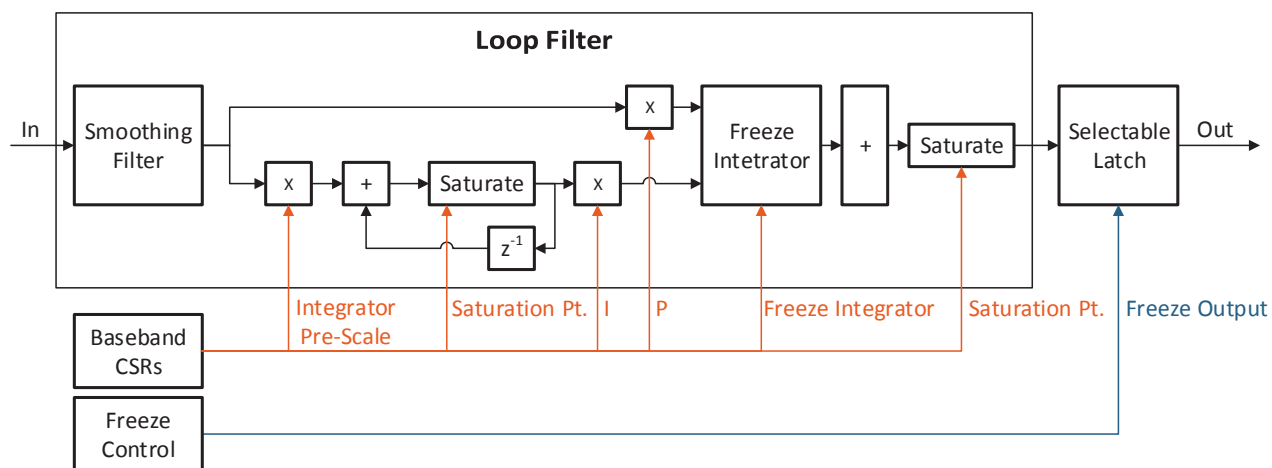 Loop Filter
In
Smoothing
Filter
x
x
+
Saturate
x
z-1
Freeze
Intetrator
+
Saturate
Selectable
Latch
Out
Integrator
Pre-Scale
Saturation Pt.
I
P
Freeze Integrator
Saturation Pt.
Freeze Output
Baseband
CSRs
Freeze
Control